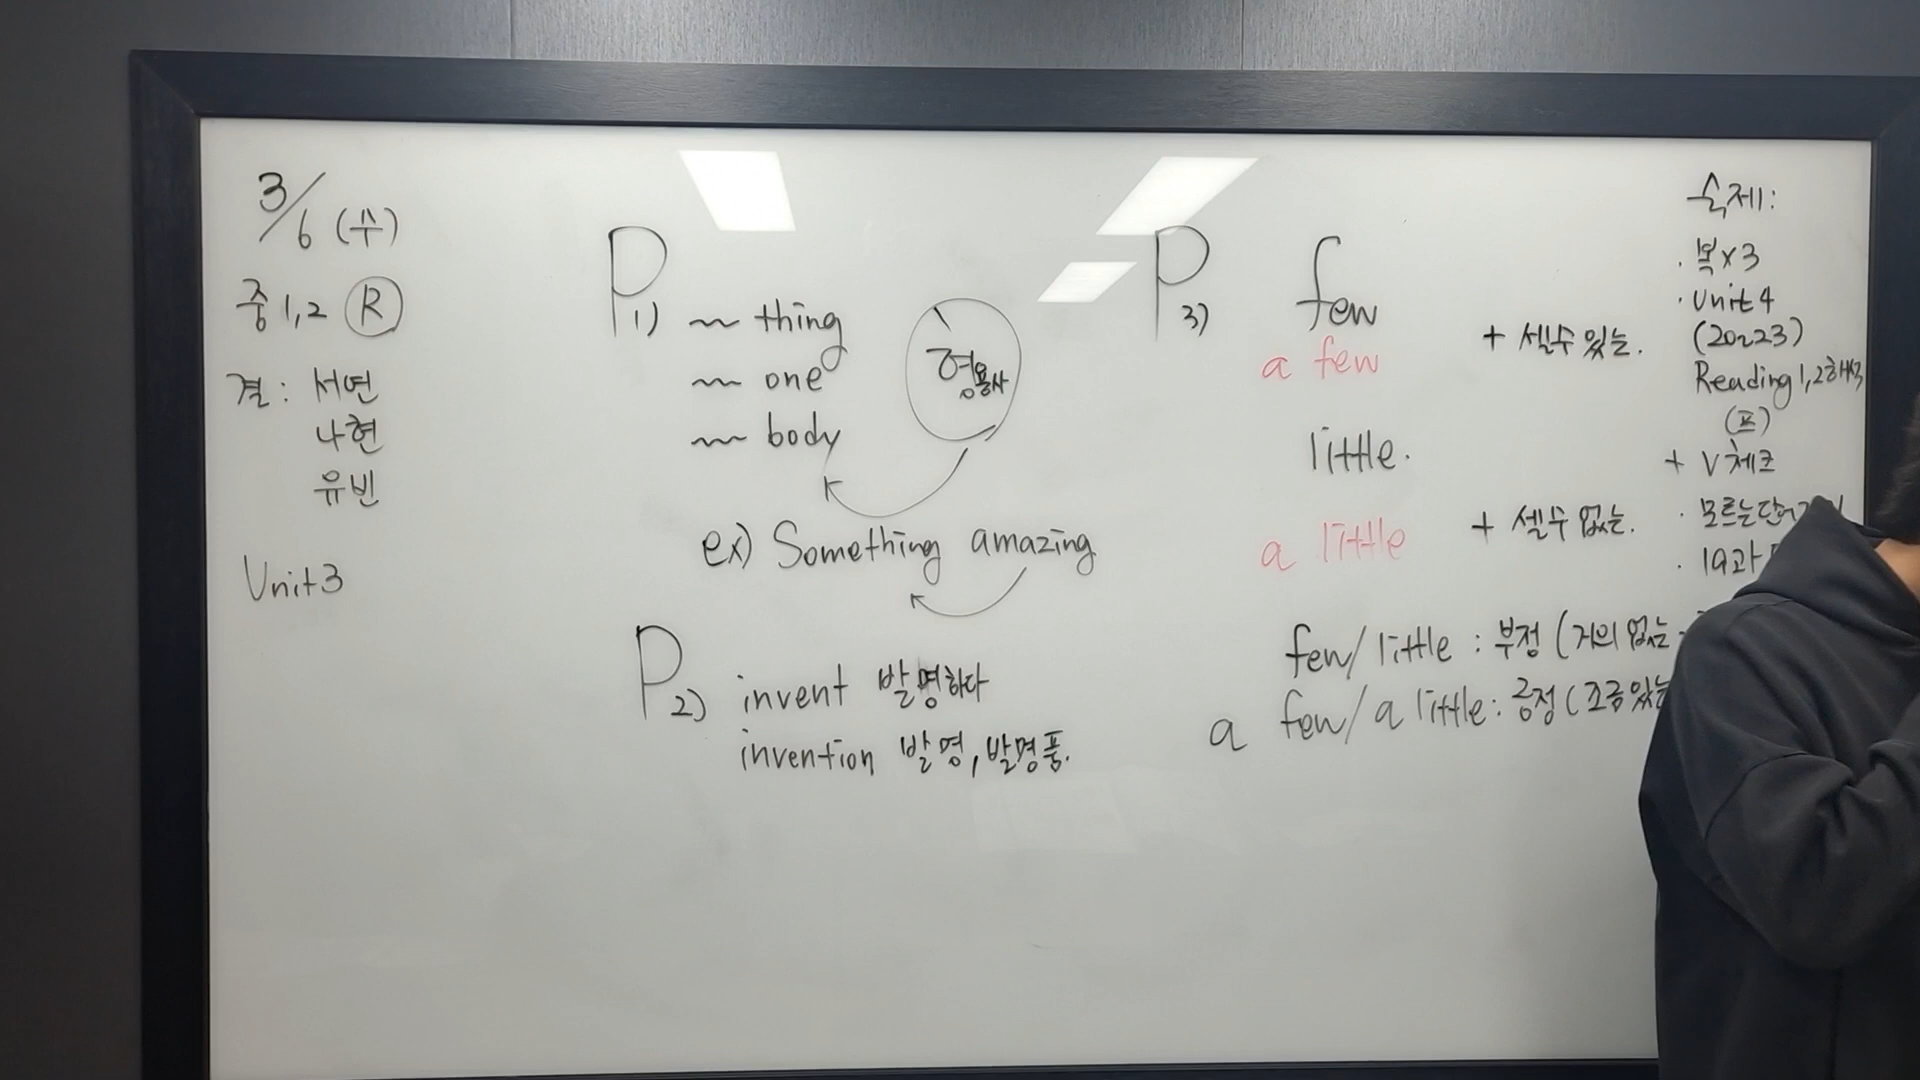 3/6 (수)
중1,2 (R)
결: 서연
나현
유빈
Unit3
P1) ~ thing
~ one
~ body
형용사
ex) Something amazing
P2) invent 발명하다
invention 발명, 발명품.
P3) few
a few
+ 셀수 있는.
little.
a little
+ 셀수 없는.
few/little : 부정 (거의 없는
a few/a little: 긍정 (조금있는
숙제:
· 복x3
· Unit 4
(20~23)
Reading 1,2 해석
(프)
+ V체크
· 모르는단어
· 19과